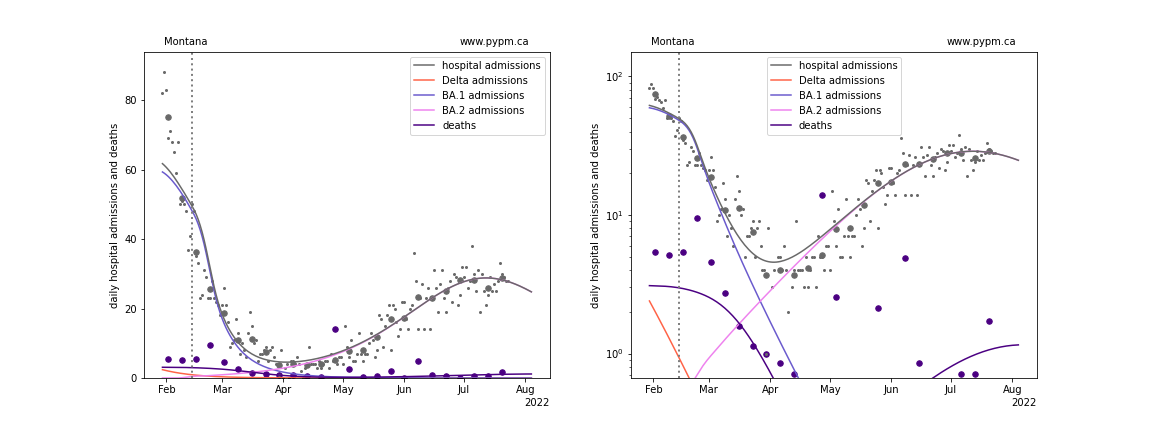 Montana www.pypm.ca
daily hospital admissions and deaths
80
60
40
20
0
hospital admissions
Delta admissions
BA.1 admissions
BA.2 admissions
deaths
Feb Mar Apr May Jun Jul Aug
2022
Montana www.pypm.ca
daily hospital admissions and deaths
10²
10¹
10⁰
hospital admissions
Delta admissions
BA.1 admissions
BA.2 admissions
deaths
Feb Mar Apr May Jun Jul Aug
2022